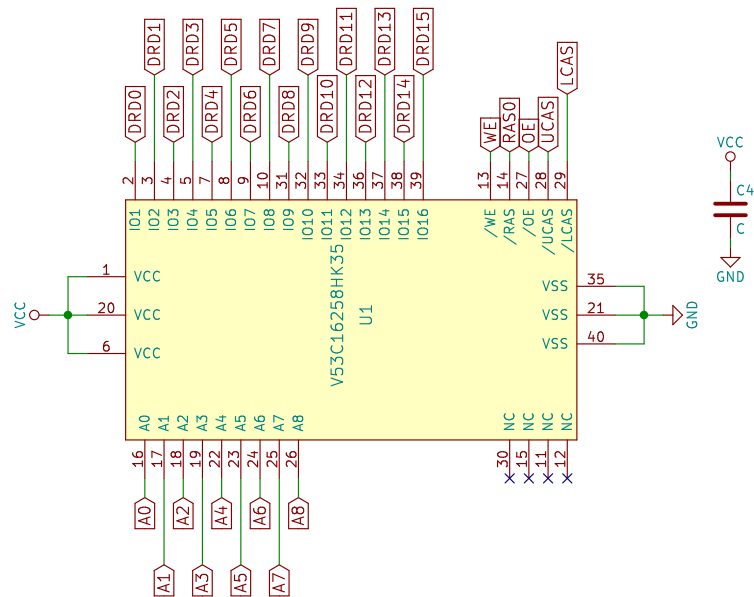 DRD1 DRD3 DRD5 DRD7 DRD9 DRD11 DRD13 DRD15
LCAS
DRD0 DRD2 DRD4 DRD6 DRD8 DRD10 DRD12 DRD14
WE RAS0 OE UCAS
2 3 4 5 7 8 9 10 31 32 33 34 36 37 38 39
13 14 27 28 29
IO1 IO2 IO3 IO4 IO5 IO6 IO7 IO8 IO9 IO10 IO11 IO12 IO13 IO14 IO15 IO16
/WE /RAS /OE /UCAS /LCAS
VCC
C4
C
GND
1 VCC
VCC 20 VCC
6 VCC
V53C16258HK35
U1
VSS 35
VSS 21 GND
VSS 40
A0 A1 A2 A3 A4 A5 A6 A7 A8
NC NC NC NC
16 17 18 19 22 23 24 25 26
30 15 11 12
A0 A2 A4 A6 A8
A1 A3 A5 A7